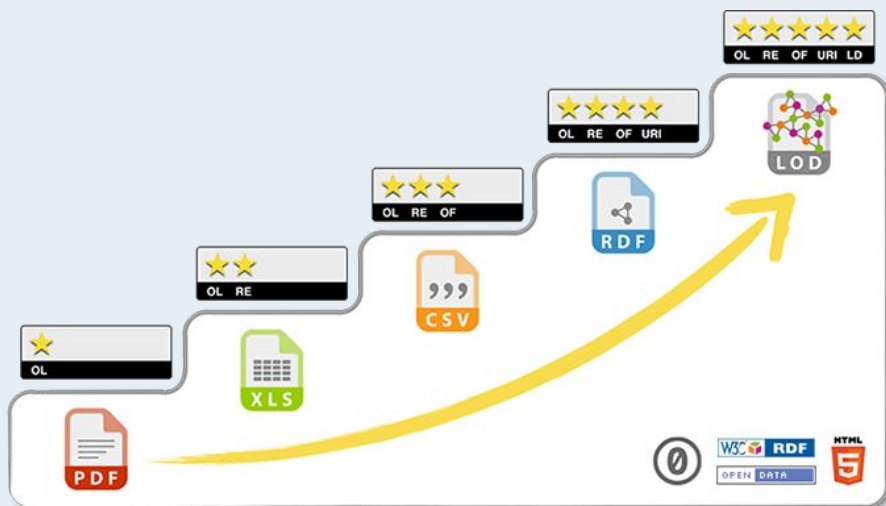 OL RE OF URI LD
LOD
OL RE OF URI
RDF
OL RE OF
,,,
CSV
OL RE
XLS
OL
PDF
0
W3C RDF
OPEN DATA
HTML
5